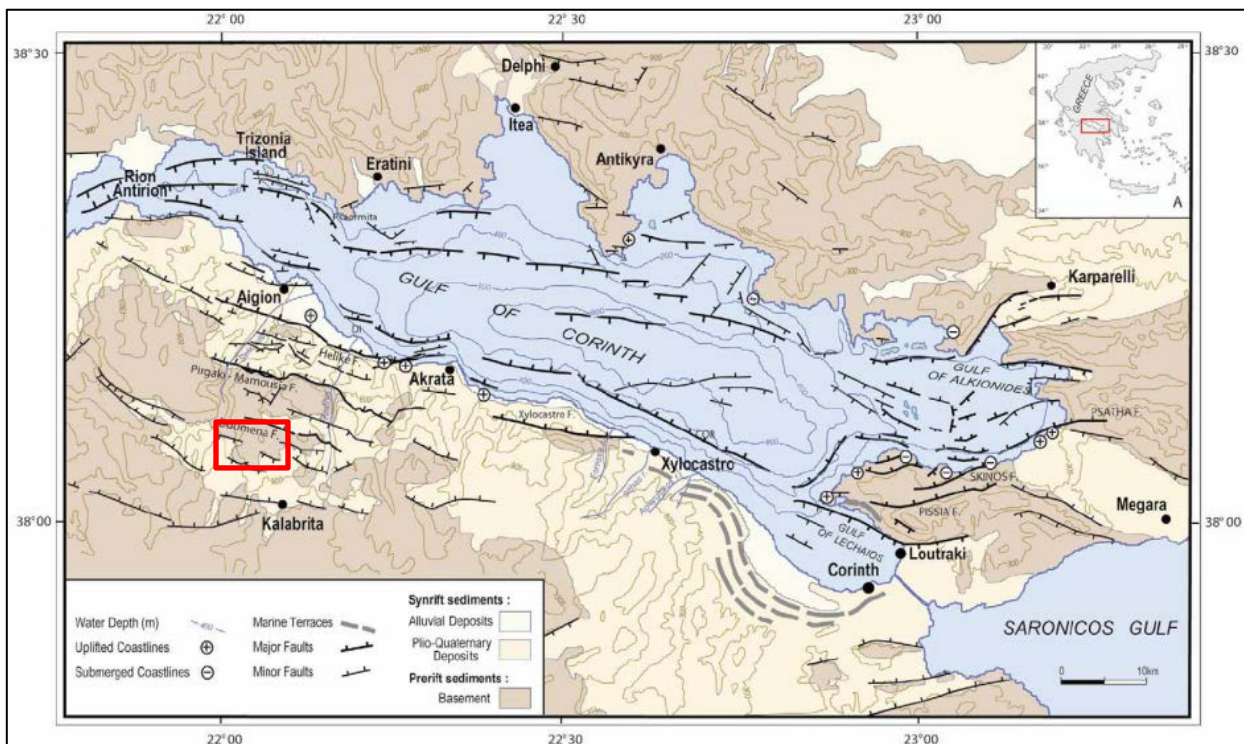 22° 00
22° 30
23° 00
38° 30
38° 30
GREECE
A
Delphi
Itea
Trizonia
Island
Antikyra
Eratini
Rion
Antirion
Karparelli
GULF
OF
CORINTH
Aigion
Helike F.
Pirgaki - Mamousia F.
Akrata
GULF
OF ALKIONIDES
PSATHA F.
Xylocastro F.
COR
Xylocastro
SKINOS F.
Megara
PISSIA F.
38° 00
38° 00
Kalabrita
GULF
OF LECHAIOS
Loutraki
Corinth
SARONICOS GULF
Synrift sediments :
Water Depth (m)
Marine Terraces
Alluvial Deposits
Uplifted Coastlines
Major Faults
Plio-Quaternary
Deposits
Submerged Coastlines
Minor Faults
Prerift sediments :
Basement
0
10km
22° 00
22° 30
23° 00